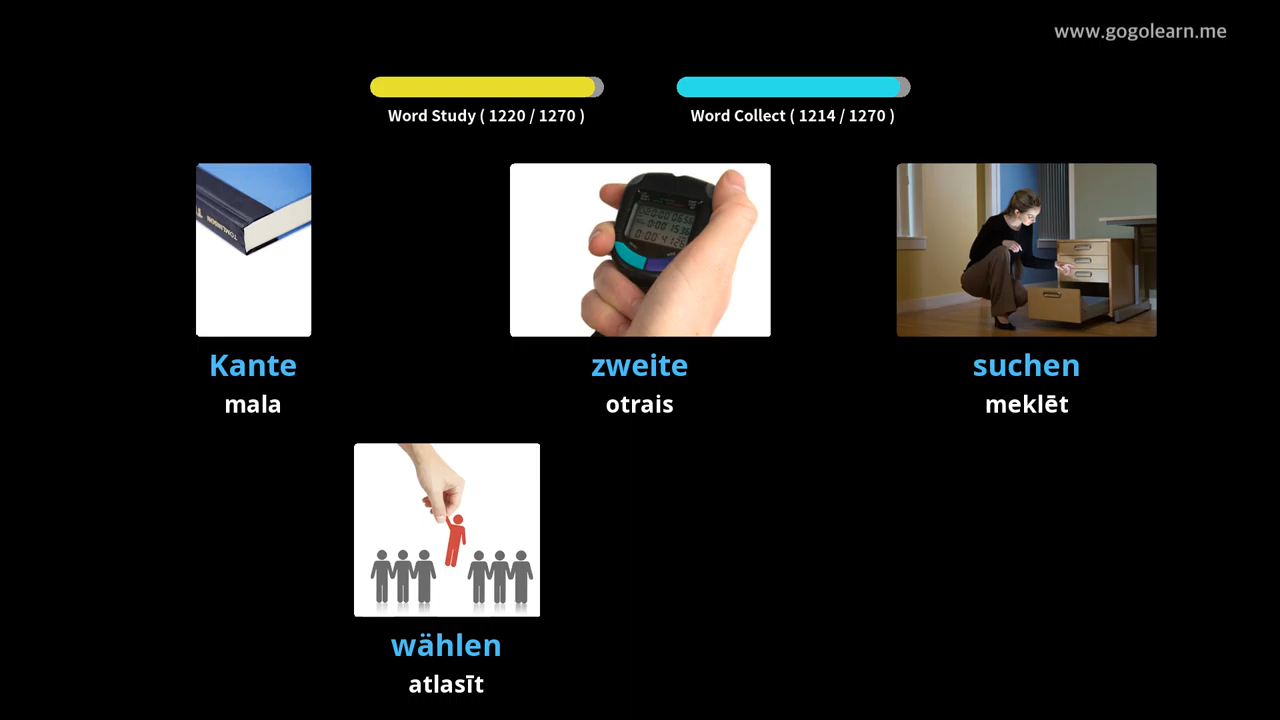 www.gogolearn.me
Word Study ( 1220 / 1270 )
Word Collect ( 1214 / 1270 )
TOMLINSON
Kante
mala
zweite
otrais
suchen
meklēt
wählen
atlasīt